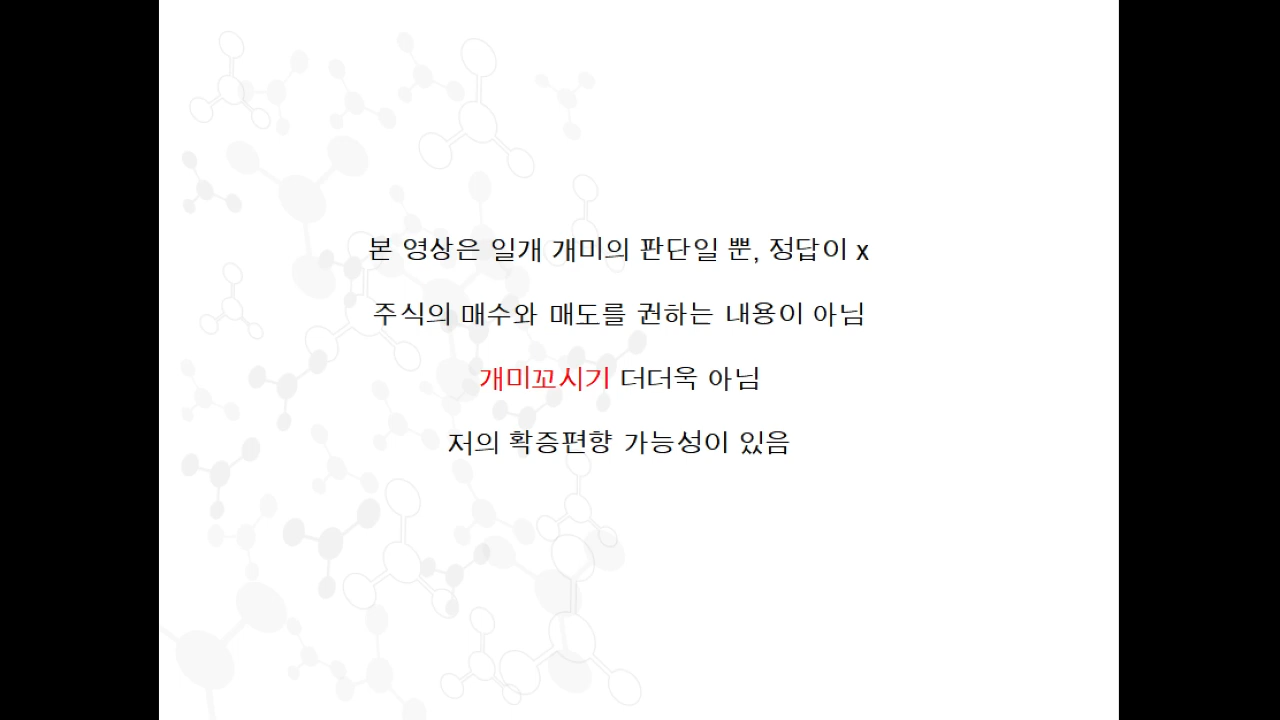 본 영상은 일개 개미의 판단일 뿐, 정답이 x
주식의 매수와 매도를 권하는 내용이 아님
개미꼬시기 더더욱 아님
저의 확증편향 가능성이 있음